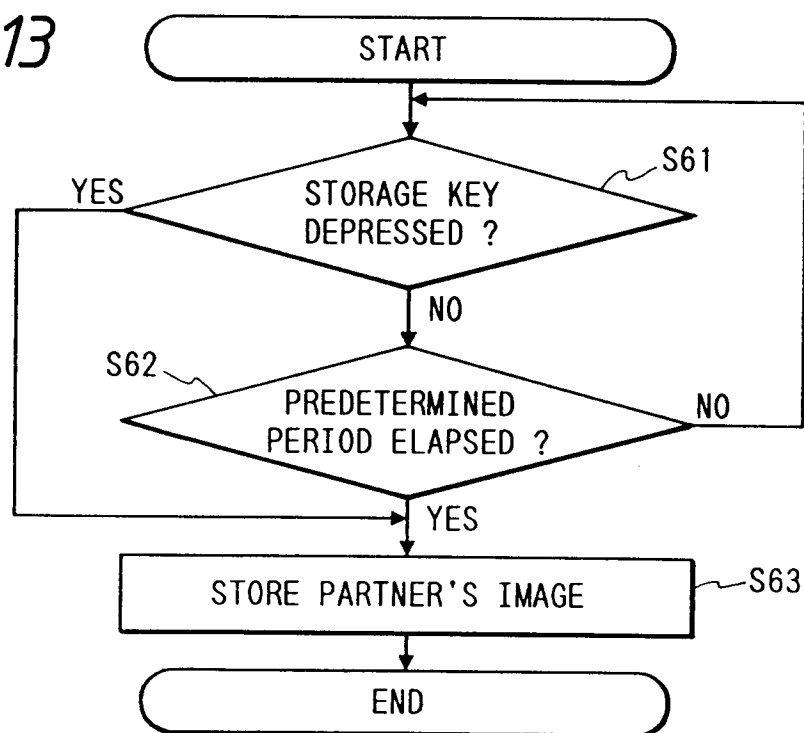 13
START
S61
YES
STORAGE KEY
DEPRESSED ?
NO
S62
PREDETERMINED
PERIOD ELAPSED ?
NO
YES
STORE PARTNER'S IMAGE
S63
END